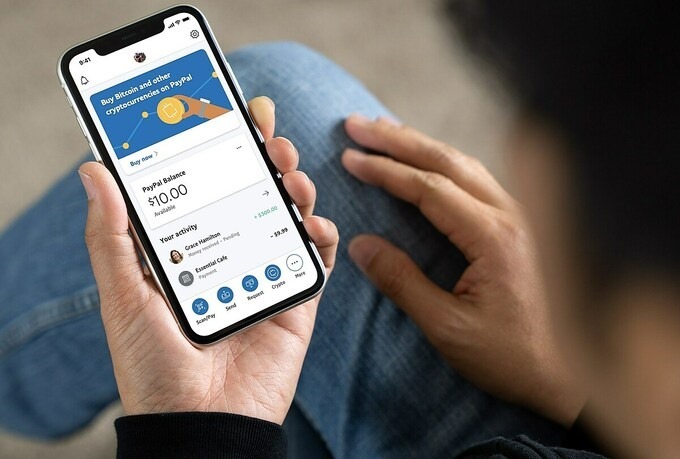 9:41
Buy Bitcoin and other
cryptocurrencies on PayPal
Buy now
PayPal Balance
$10.00
Available
Your activity
Grace Hamilton
+ $300.00
Money received • Pending
Essential Cafe
- $9.99
Payment
Scan/Pay
Send
Request
Crypto
More